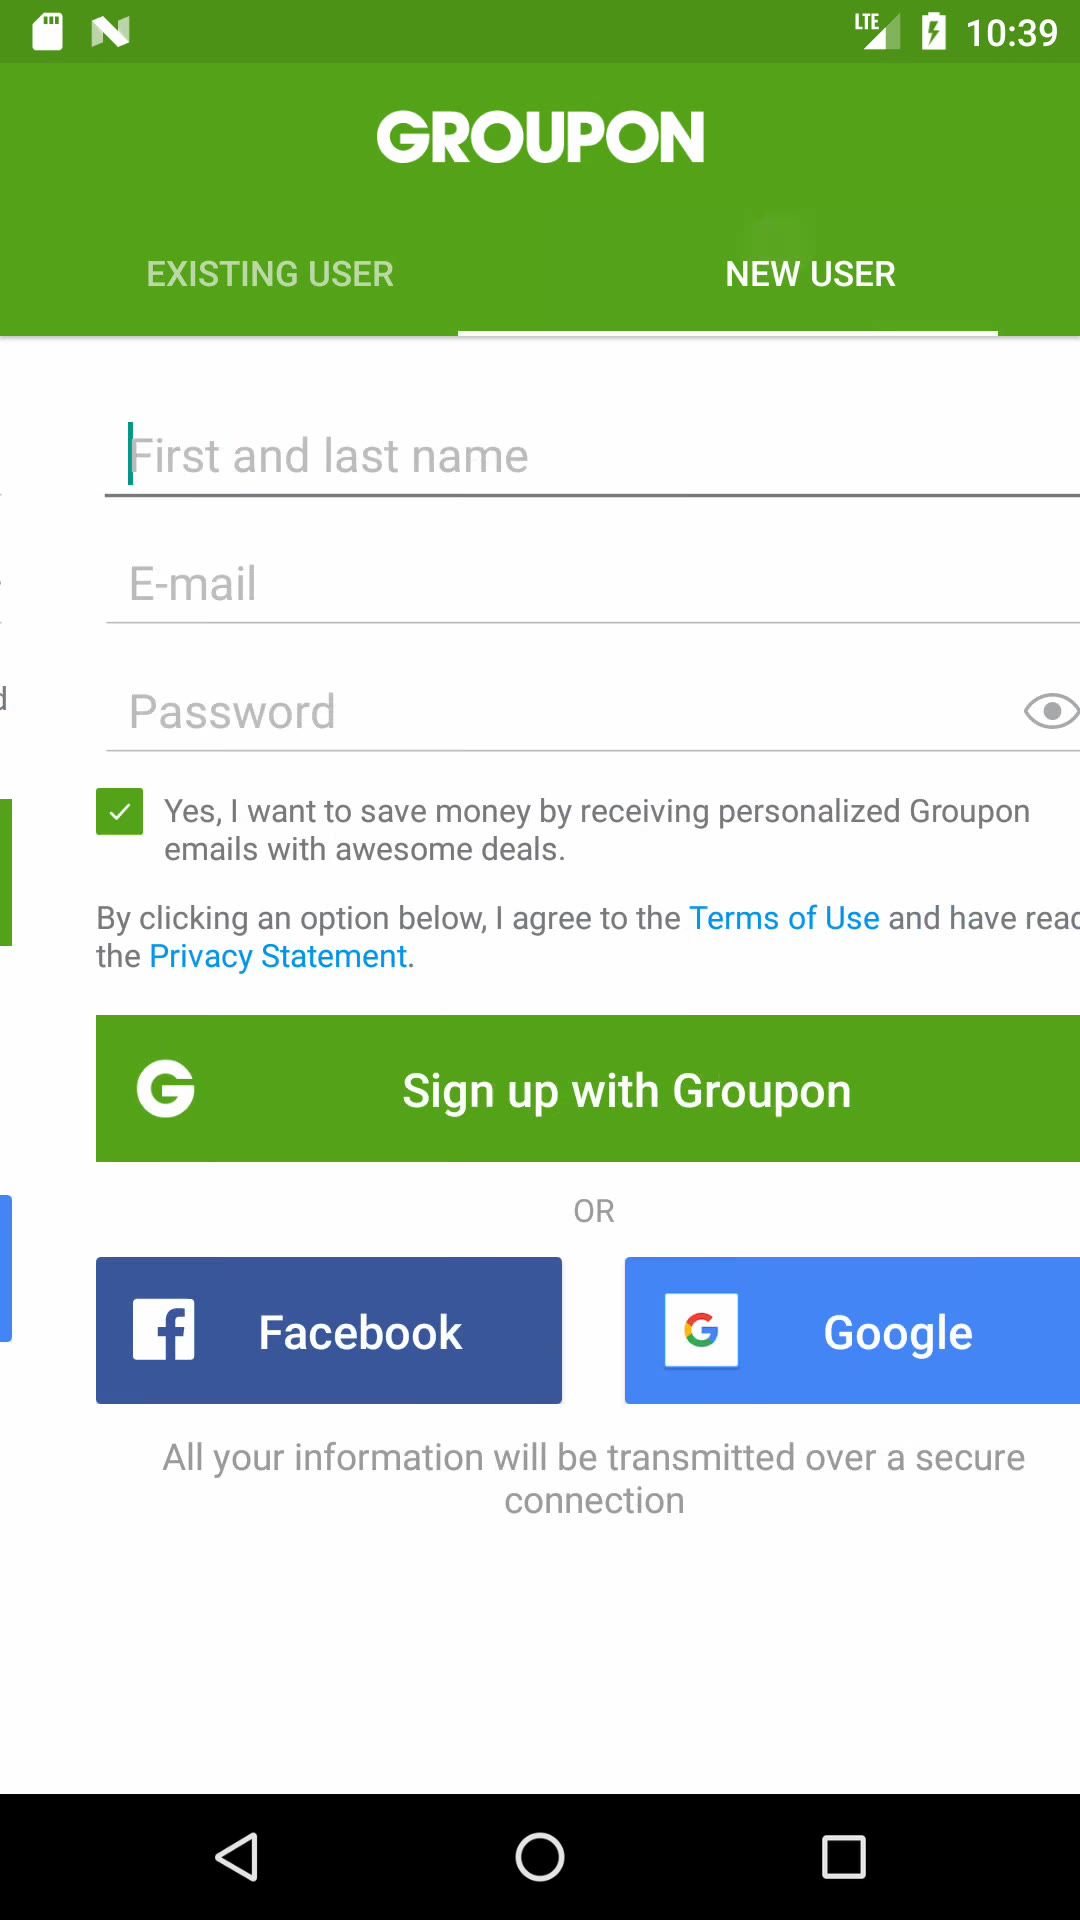 LTE 10:39
GROUPON
EXISTING USER NEW USER
First and last name
E-mail
Password
Yes, I want to save money by receiving personalized Groupon
emails with awesome deals.
By clicking an option below, I agree to the Terms of Use and have read
the Privacy Statement.
Sign up with Groupon
OR
Facebook Google
All your information will be transmitted over a secure
connection